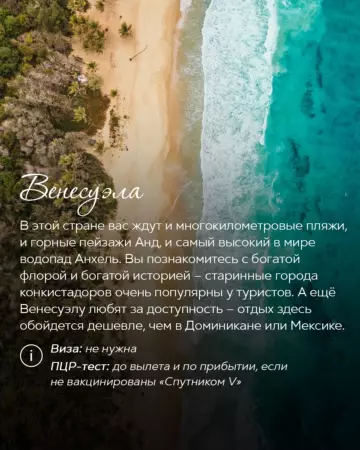 Венесуэла
В этой стране вас ждут и многокилометровые пляжи,
и горные пейзажи Анд, и самый высокий в мире
водопад Анхель. Вы познакомитесь с богатой
флорой и богатой историей – старинные города
конкистадоров очень популярны у туристов. А ещё
Венесуэлу любят за доступность – отдых здесь
обойдется дешевле, чем в Доминикане или Мексике.
i Виза: не нужна
ПЦР-тест: до вылета и по прибытии, если
не вакцинированы «Спутником V»